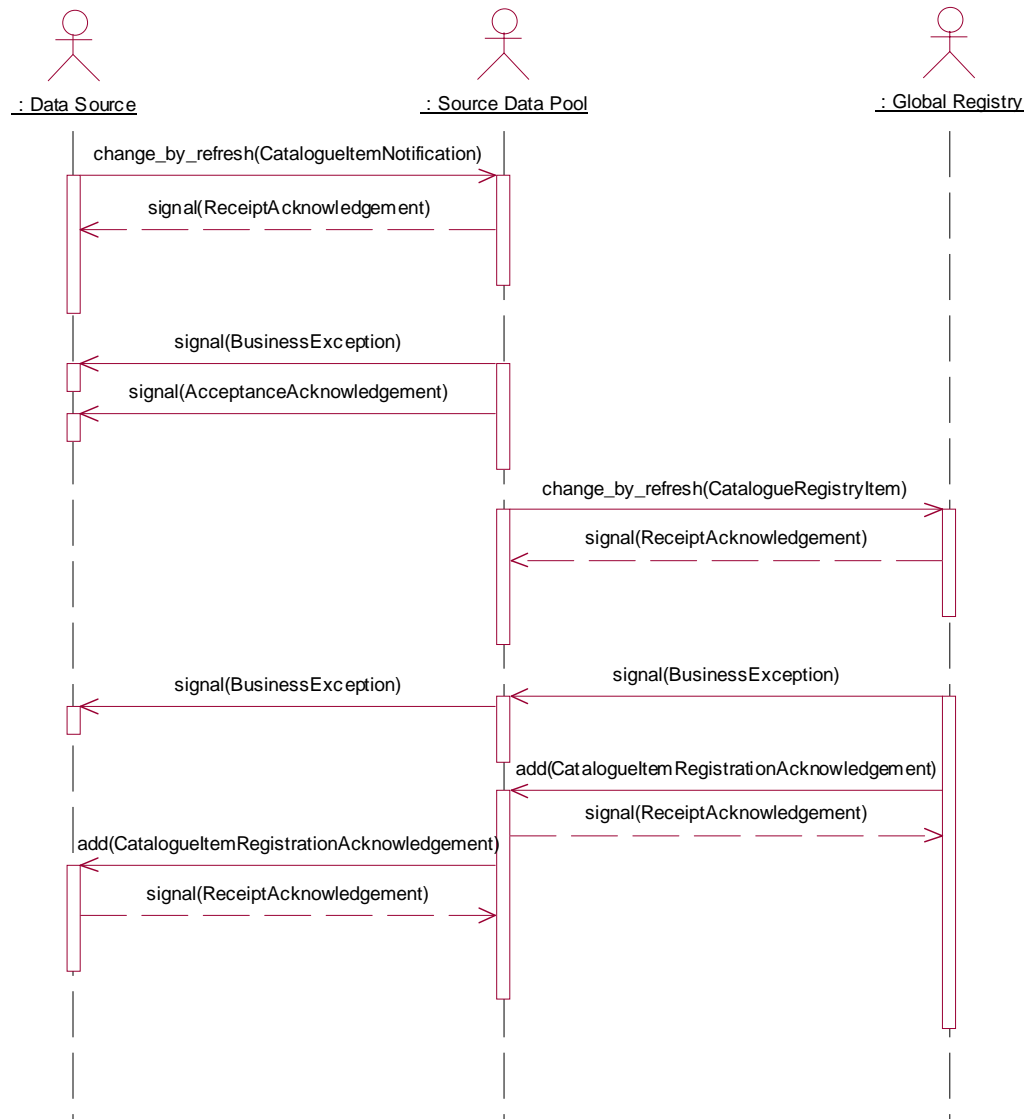 : Data Source
: Source Data Pool
: Global Registry
change_by_refresh(CatalogueItemNotification)
signal(ReceiptAcknowledgement)
signal(BusinessException)
signal(AcceptanceAcknowledgement)
change_by_refresh(CatalogueRegistryItem)
signal(ReceiptAcknowledgement)
signal(BusinessException)
signal(BusinessException)
add(CatalogueItemRegistrationAcknowledgement)
signal(ReceiptAcknowledgement)
add(CatalogueItemRegistrationAcknowledgement)
signal(ReceiptAcknowledgement)